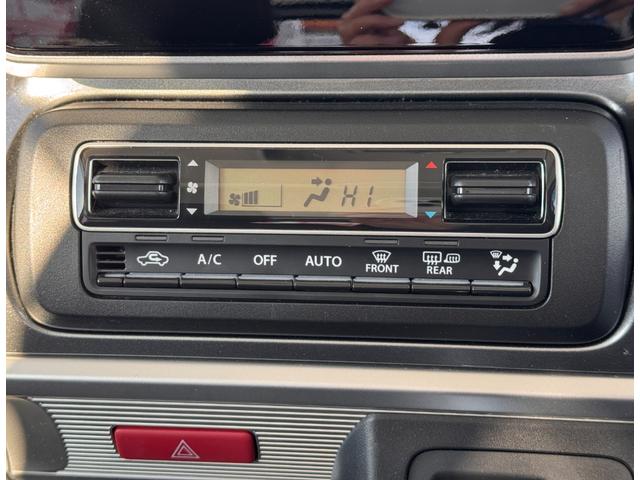 HI
A/C OFF AUTO FRONT REAR